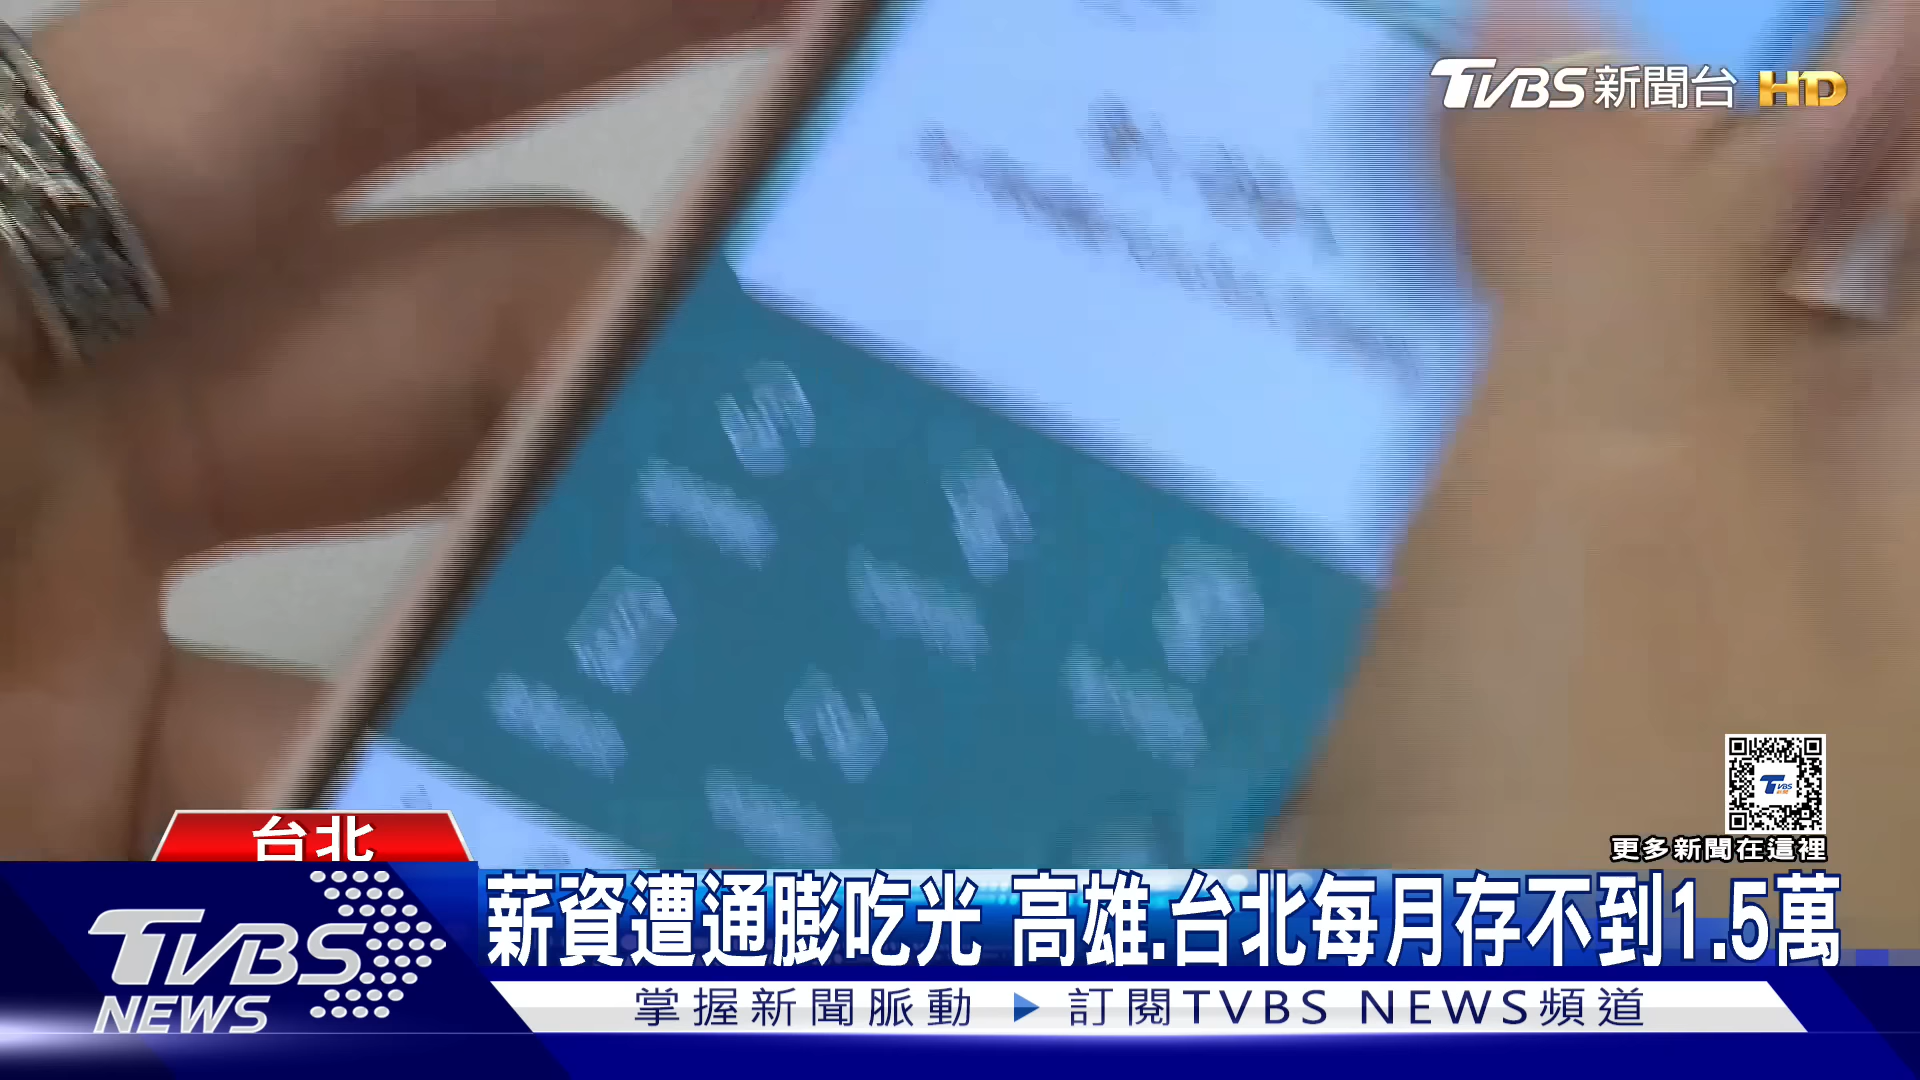 TVBS新聞台 HD
TVBS
更多新聞在這裡
台北
薪資遭通膨吃光 高雄.台北每月存不到1.5萬
TVBS NEWS
掌握新聞脈動 ▶ 訂閱TVBS NEWS頻道